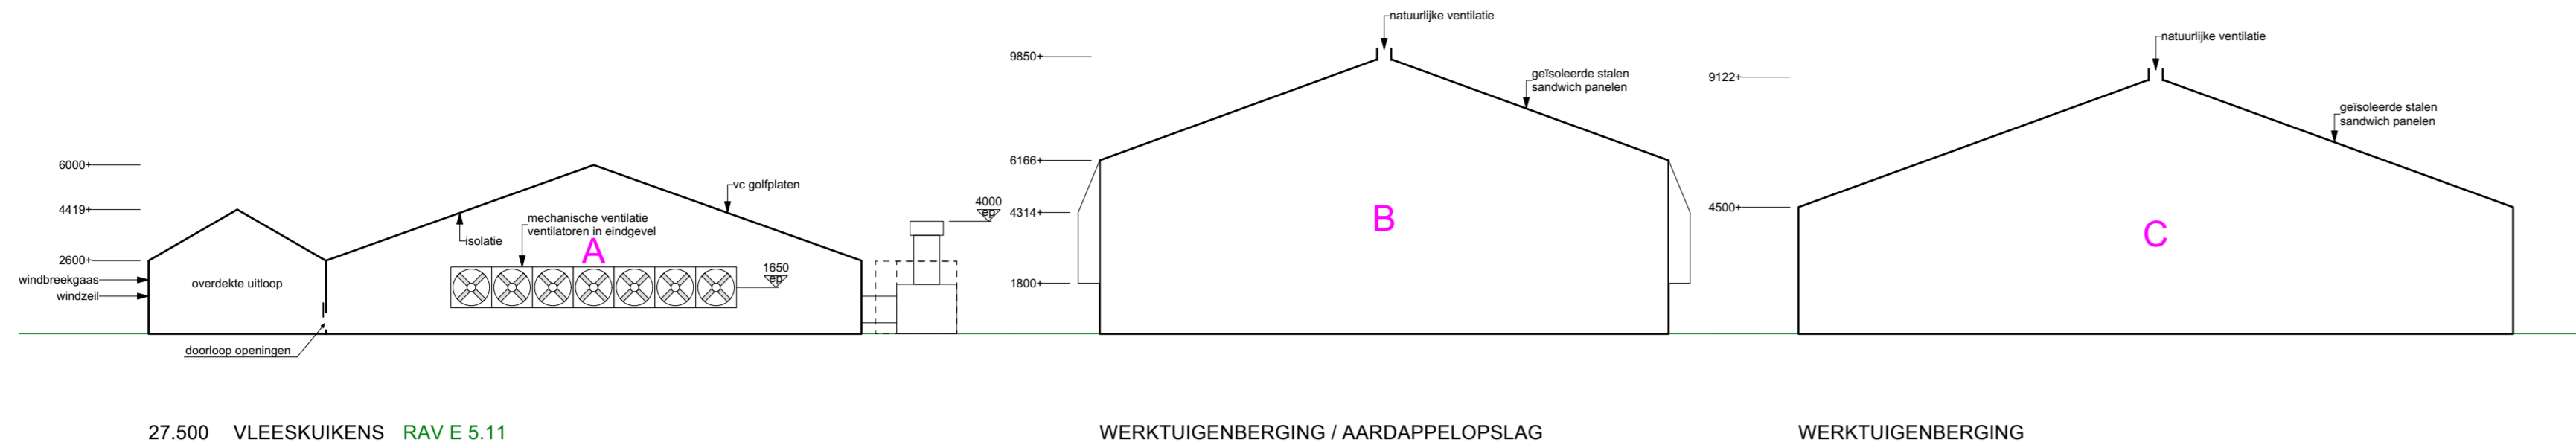 6000+
4419+
2600+
windbreekgaas
windzeil
overdekte uitloop
doorloop openingen
isolatie
mechanische ventilatie
ventilatoren in eindgevel
A
vc golfplaten
1650
ep
4000
ep
27.500 VLEESKUIKENS RAV E 5.11
natuurlijke ventilatie
9850+
geïsoleerde stalen
sandwich panelen
6166+
4314+
1800+
B
WERKTUIGENBERGING / AARDAPPELOPSLAG
natuurlijke ventilatie
9122+
geïsoleerde stalen
sandwich panelen
4500+
C
WERKTUIGENBERGING